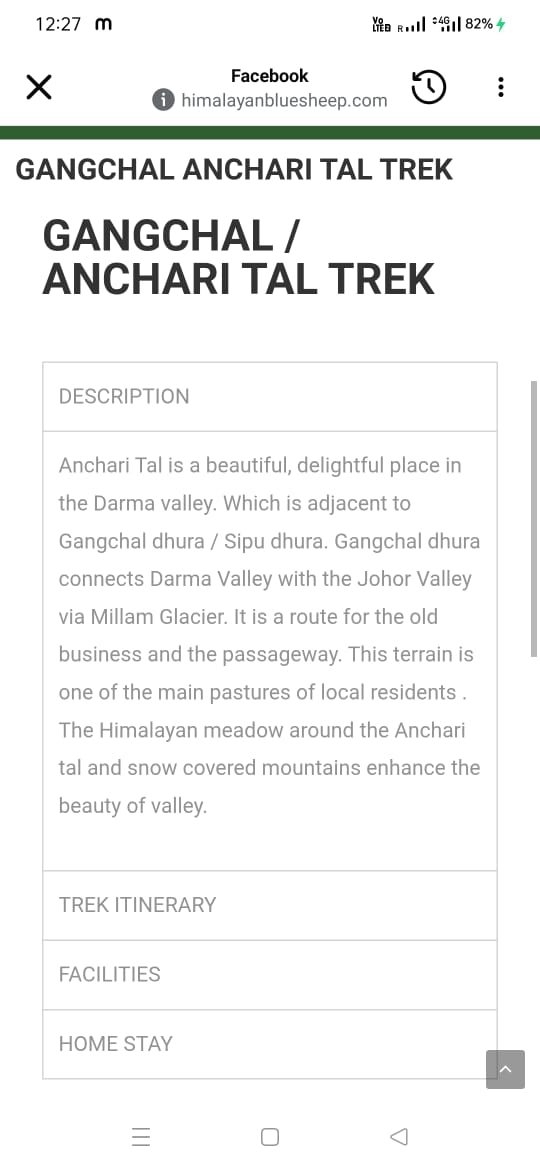 12:27 m
Vo LTED R 4G 82%
Facebook
himalayanbluesheep.com
GANGCHAL ANCHARI TAL TREK
GANGCHAL /
ANCHARI TAL TREK
DESCRIPTION
Anchari Tal is a beautiful, delightful place in
the Darma valley. Which is adjacent to
Gangchal dhura / Sipu dhura. Gangchal dhura
connects Darma Valley with the Johor Valley
via Millam Glacier. It is a route for the old
business and the passageway. This terrain is
one of the main pastures of local residents .
The Himalayan meadow around the Anchari
tal and snow covered mountains enhance the
beauty of valley.
TREK ITINERARY
FACILITIES
HOME STAY